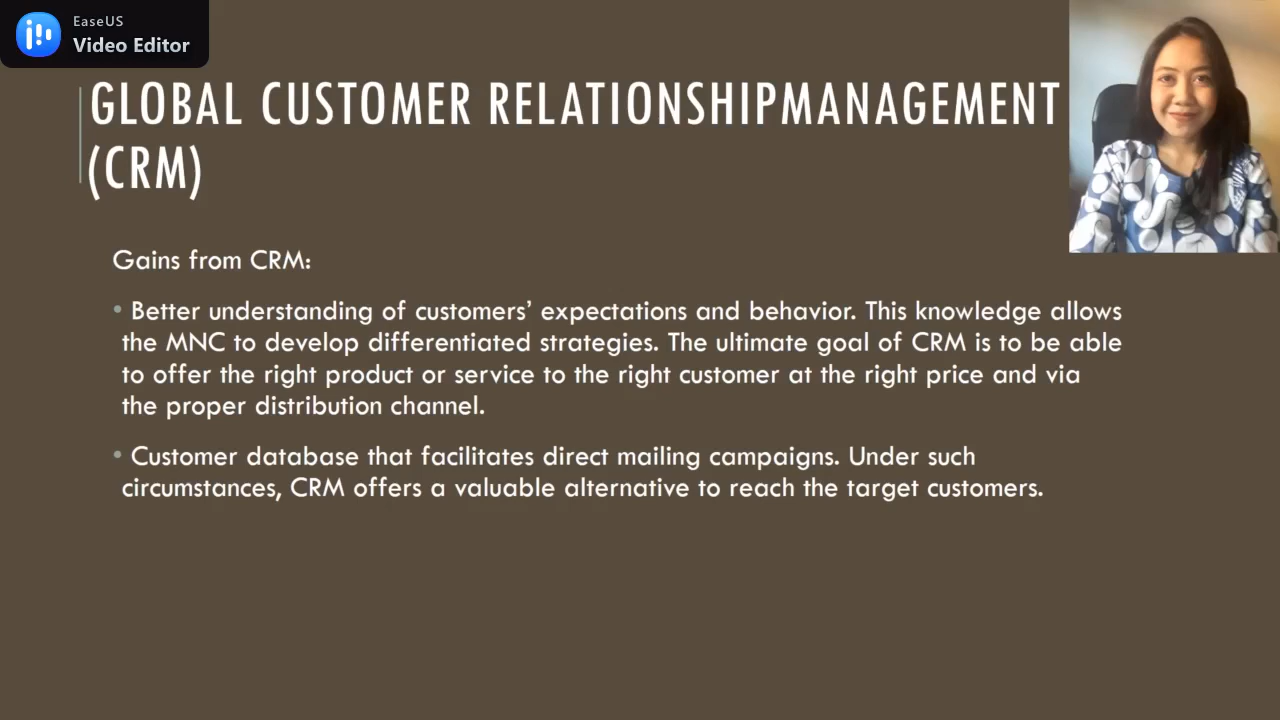 EaseUS
Video Editor
GLOBAL CUSTOMER RELATIONSHIPMANAGEMENT
(CRM)
Gains from CRM:
• Better understanding of customers’ expectations and behavior. This knowledge allows
the MNC to develop differentiated strategies. The ultimate goal of CRM is to be able
to offer the right product or service to the right customer at the right price and via
the proper distribution channel.
• Customer database that facilitates direct mailing campaigns. Under such
circumstances, CRM offers a valuable alternative to reach the target customers.